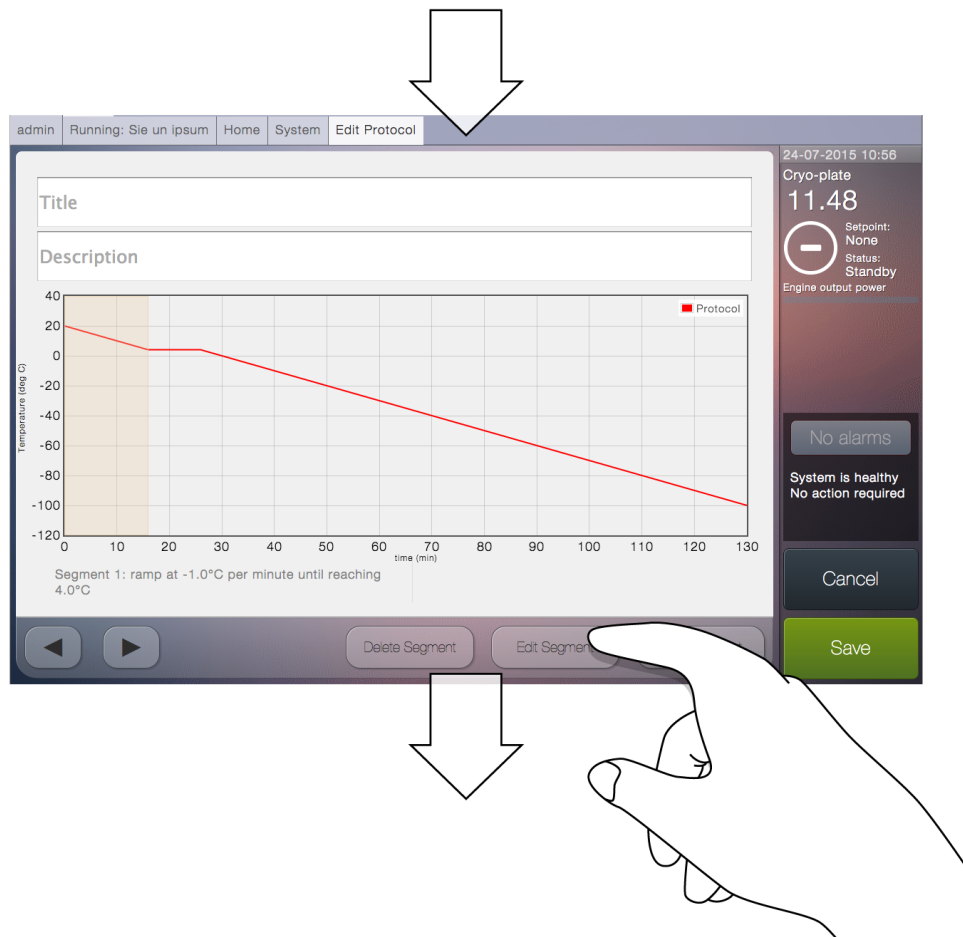 admin Running: Sie un ipsum Home System Edit Protocol
24-07-2015 10:56
Cryo-plate
11.48
Setpoint:
None
Status:
Standby
Engine output power
Title
Description
Protocol
Temperature (deg C)
40
20
0
-20
-40
-60
-80
-100
-120
0 10 20 30 40 50 60 70 80 90 100 110 120 130
time (min)
Segment 1: ramp at -1.0°C per minute until reaching
4.0°C
No alarms
System is healthy
No action required
Cancel
Delete Segment Edit Segment Save